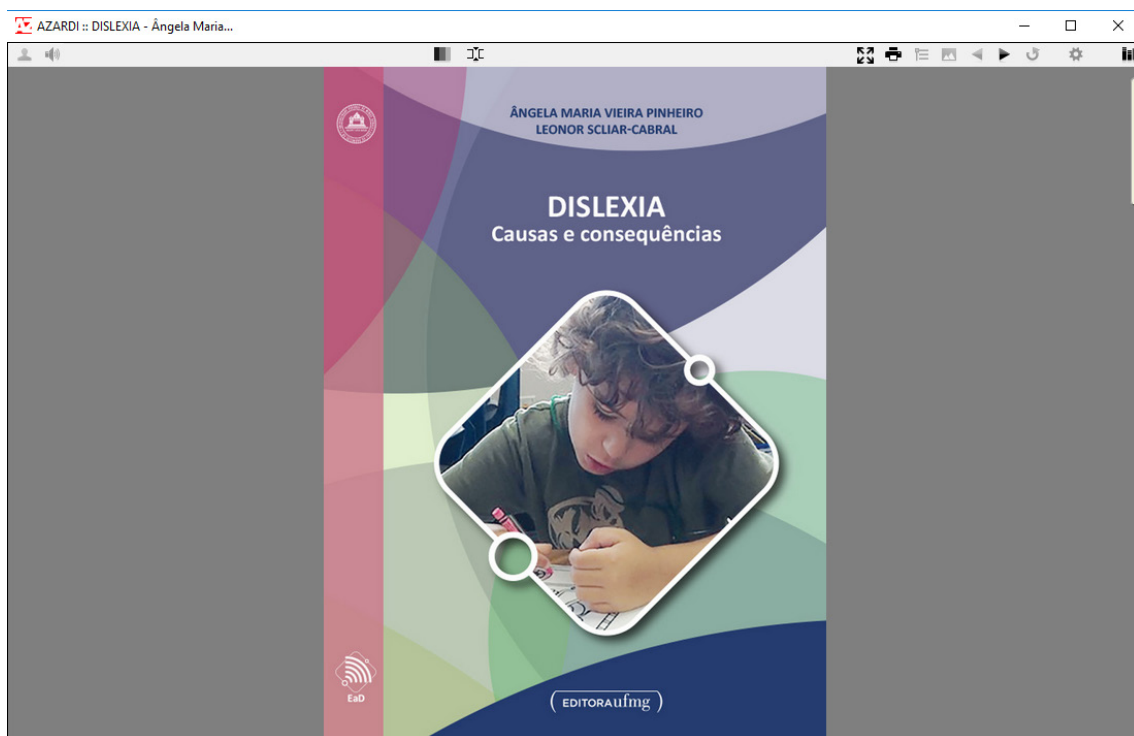 AZARDI :: DISLEXIA - Ângela Maria...
ÂNGELA MARIA VIEIRA PINHEIRO
LEONOR SCLIAR-CABRAL
DISLEXIA
Causas e consequências
EaD
EDITORAufmg